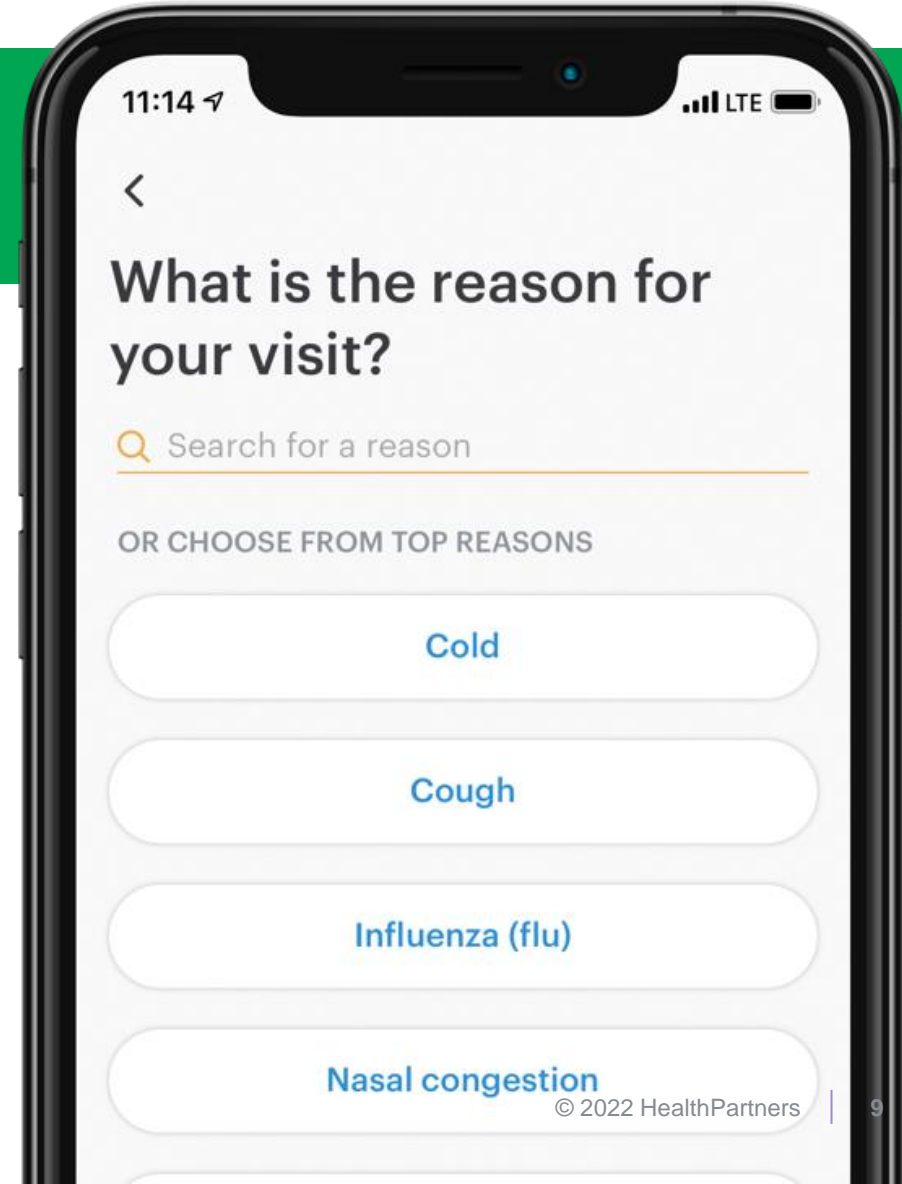 11:14 LTE
What is the reason for
your visit?
Search for a reason
OR CHOOSE FROM TOP REASONS
Cold
Cough
Influenza (flu)
Nasal congestion
© 2022 HealthPartners | 9